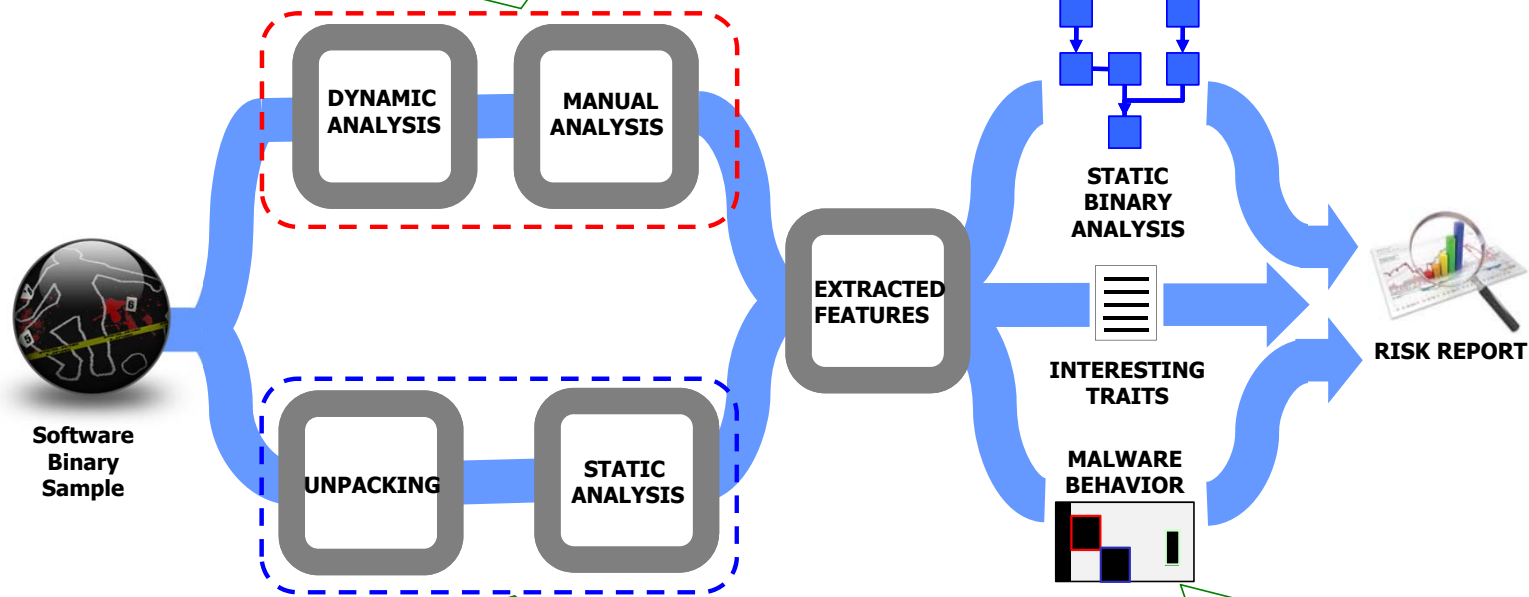 DYNAMIC
ANALYSIS
MANUAL
ANALYSIS
Software
Binary
Sample
UNPACKING
STATIC
ANALYSIS
EXTRACTED
FEATURES
STATIC
BINARY
ANALYSIS
INTERESTING
TRAITS
MALWARE
BEHAVIOR
RISK REPORT